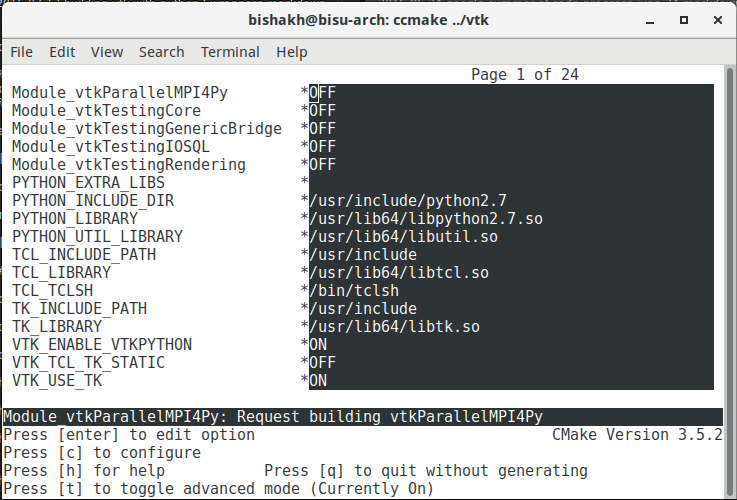 bishakh@bisu-arch: ccmake ../vtk
File Edit View Search Terminal Help
Page 1 of 24
Module_vtkParallelMPI4Py *OFF
Module_vtkTestingCore *OFF
Module_vtkTestingGenericBridge *OFF
Module_vtkTestingIOSQL *OFF
Module_vtkTestingRendering *OFF
PYTHON_EXTRA_LIBS *
PYTHON_INCLUDE_DIR */usr/include/python2.7
PYTHON_LIBRARY */usr/lib64/libpython2.7.so
PYTHON_UTIL_LIBRARY */usr/lib64/libutil.so
TCL_INCLUDE_PATH */usr/include
TCL_LIBRARY */usr/lib64/libtcl.so
TCL_TCLSH */bin/tclsh
TK_INCLUDE_PATH */usr/include
TK_LIBRARY */usr/lib64/libtk.so
VTK_ENABLE_VTKPYTHON *ON
VTK_TCL_TK_STATIC *OFF
VTK_USE_TK *ON
Module_vtkParallelMPI4Py: Request building vtkParallelMPI4Py
Press [enter] to edit option CMake Version 3.5.2
Press [c] to configure
Press [h] for help Press [q] to quit without generating
Press [t] to toggle advanced mode (Currently On)